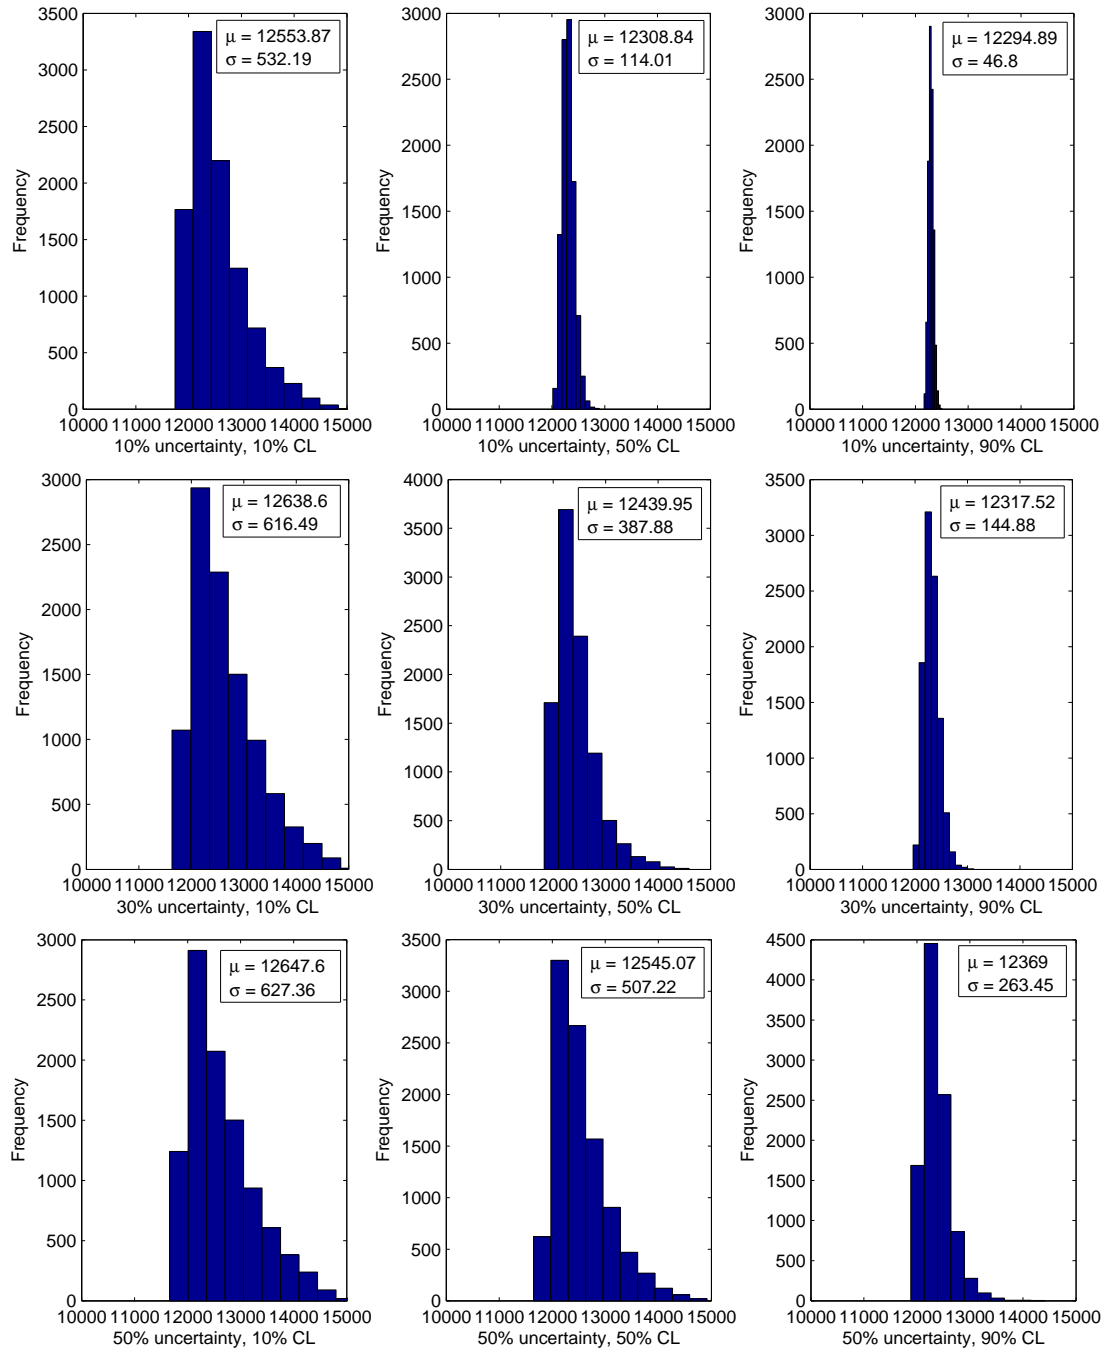 3500
3000
2500
2000
1500
1000
500
0
Frequency
μ = 12553.87
σ = 532.19
10000 11000 12000 13000 14000 15000
10% uncertainty, 10% CL
3000
2500
2000
1500
1000
500
0
Frequency
μ = 12308.84
σ = 114.01
10000 11000 12000 13000 14000 15000
10% uncertainty, 50% CL
3000
2500
2000
1500
1000
500
0
Frequency
μ = 12294.89
σ = 46.8
10000 11000 12000 13000 14000 15000
10% uncertainty, 90% CL
3000
2500
2000
1500
1000
500
0
Frequency
μ = 12638.6
σ = 616.49
10000 11000 12000 13000 14000 15000
30% uncertainty, 10% CL
4000
3500
3000
2500
2000
1500
1000
500
0
Frequency
μ = 12439.95
σ = 387.88
10000 11000 12000 13000 14000 15000
30% uncertainty, 50% CL
3500
3000
2500
2000
1500
1000
500
0
Frequency
μ = 12317.52
σ = 144.88
10000 11000 12000 13000 14000 15000
30% uncertainty, 90% CL
3000
2500
2000
1500
1000
500
0
Frequency
μ = 12647.6
σ = 627.36
10000 11000 12000 13000 14000 15000
50% uncertainty, 10% CL
3500
3000
2500
2000
1500
1000
500
0
Frequency
μ = 12545.07
σ = 507.22
10000 11000 12000 13000 14000 15000
50% uncertainty, 50% CL
4500
4000
3500
3000
2500
2000
1500
1000
500
0
Frequency
μ = 12369
σ = 263.45
10000 11000 12000 13000 14000 15000
50% uncertainty, 90% CL